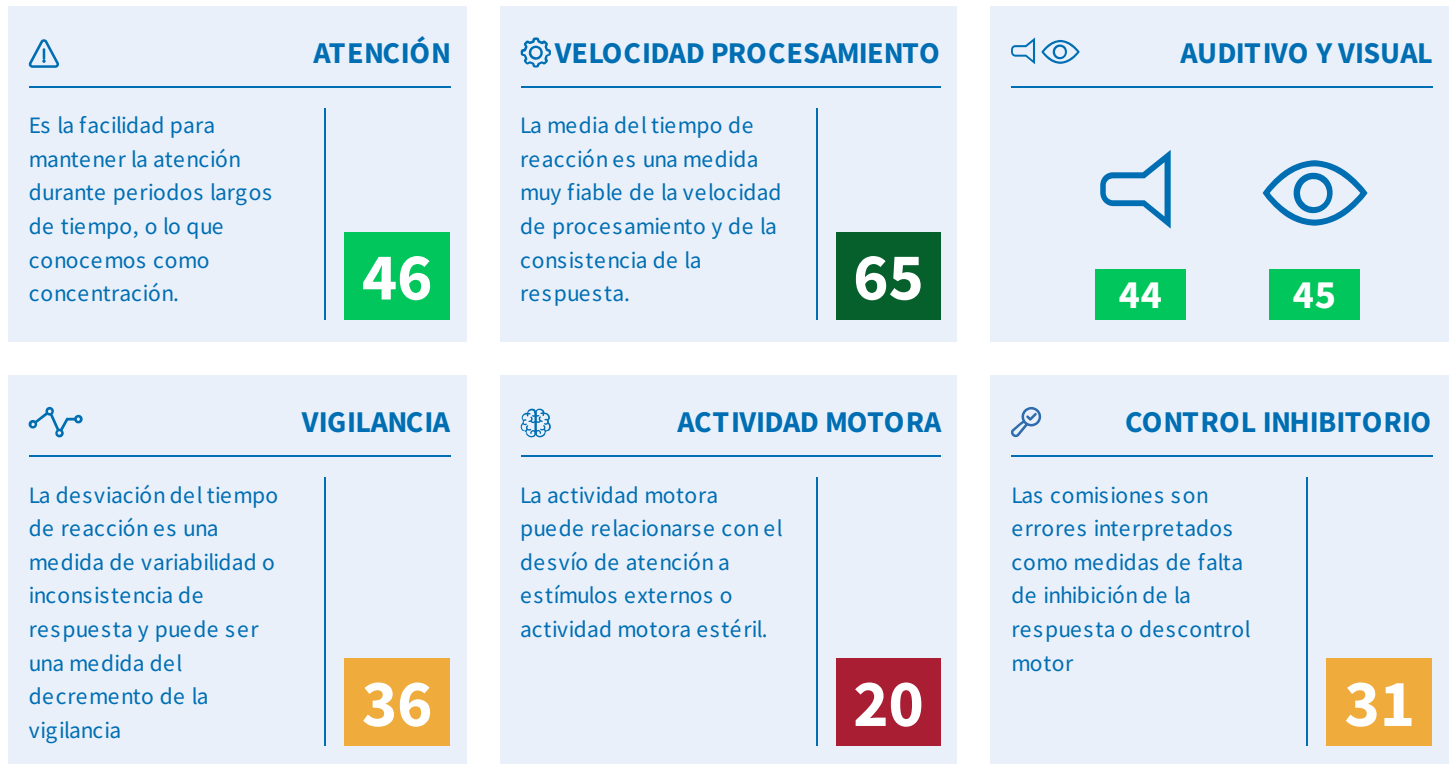 ATENCIÓN
Es la facilidad para
mantener la atención
durante periodos largos
de tiempo, o lo que
conocemos como
concentración.
46
VELOCIDAD PROCESAMIENTO
La media del tiempo de
reacción es una medida
muy fiable de la velocidad
de procesamiento y de la
consistencia de la
respuesta.
65
AUDITIVO Y VISUAL
44
45
VIGILANCIA
La desviación del tiempo
de reacción es una
medida de variabilidad o
inconsistencia de
respuesta y puede ser
una medida del
decremento de la
vigilancia
36
ACTIVIDAD MOTORA
La actividad motora
puede relacionarse con el
desvío de atención a
estímulos externos o
actividad motora estéril.
20
CONTROL INHIBITORIO
Las comisiones son
errores interpretados
como medidas de falta
de inhibición de la
respuesta o descontrol
motor
31